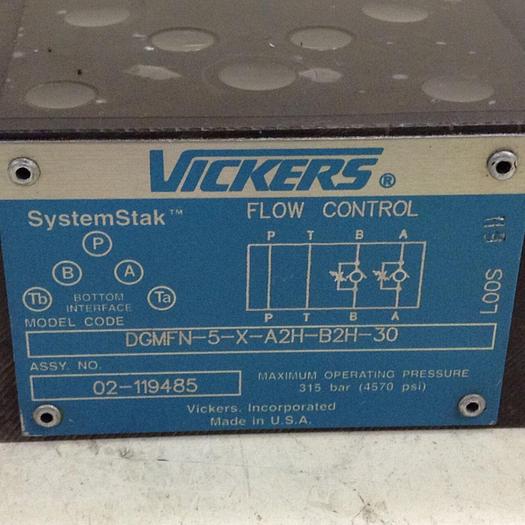 VICKERS®
SystemStak™
FLOW CONTROL
P T B A
P
B A
Tb Ta
BOTTOM
INTERFACE
P T B A
MODEL CODE
DGMFN-5-X-A2H-B2H-30
ASSY. NO.
02-119485
MAXIMUM OPERATING PRESSURE
315 bar (4570 psi)
Vickers, Incorporated
Made in U.S.A.